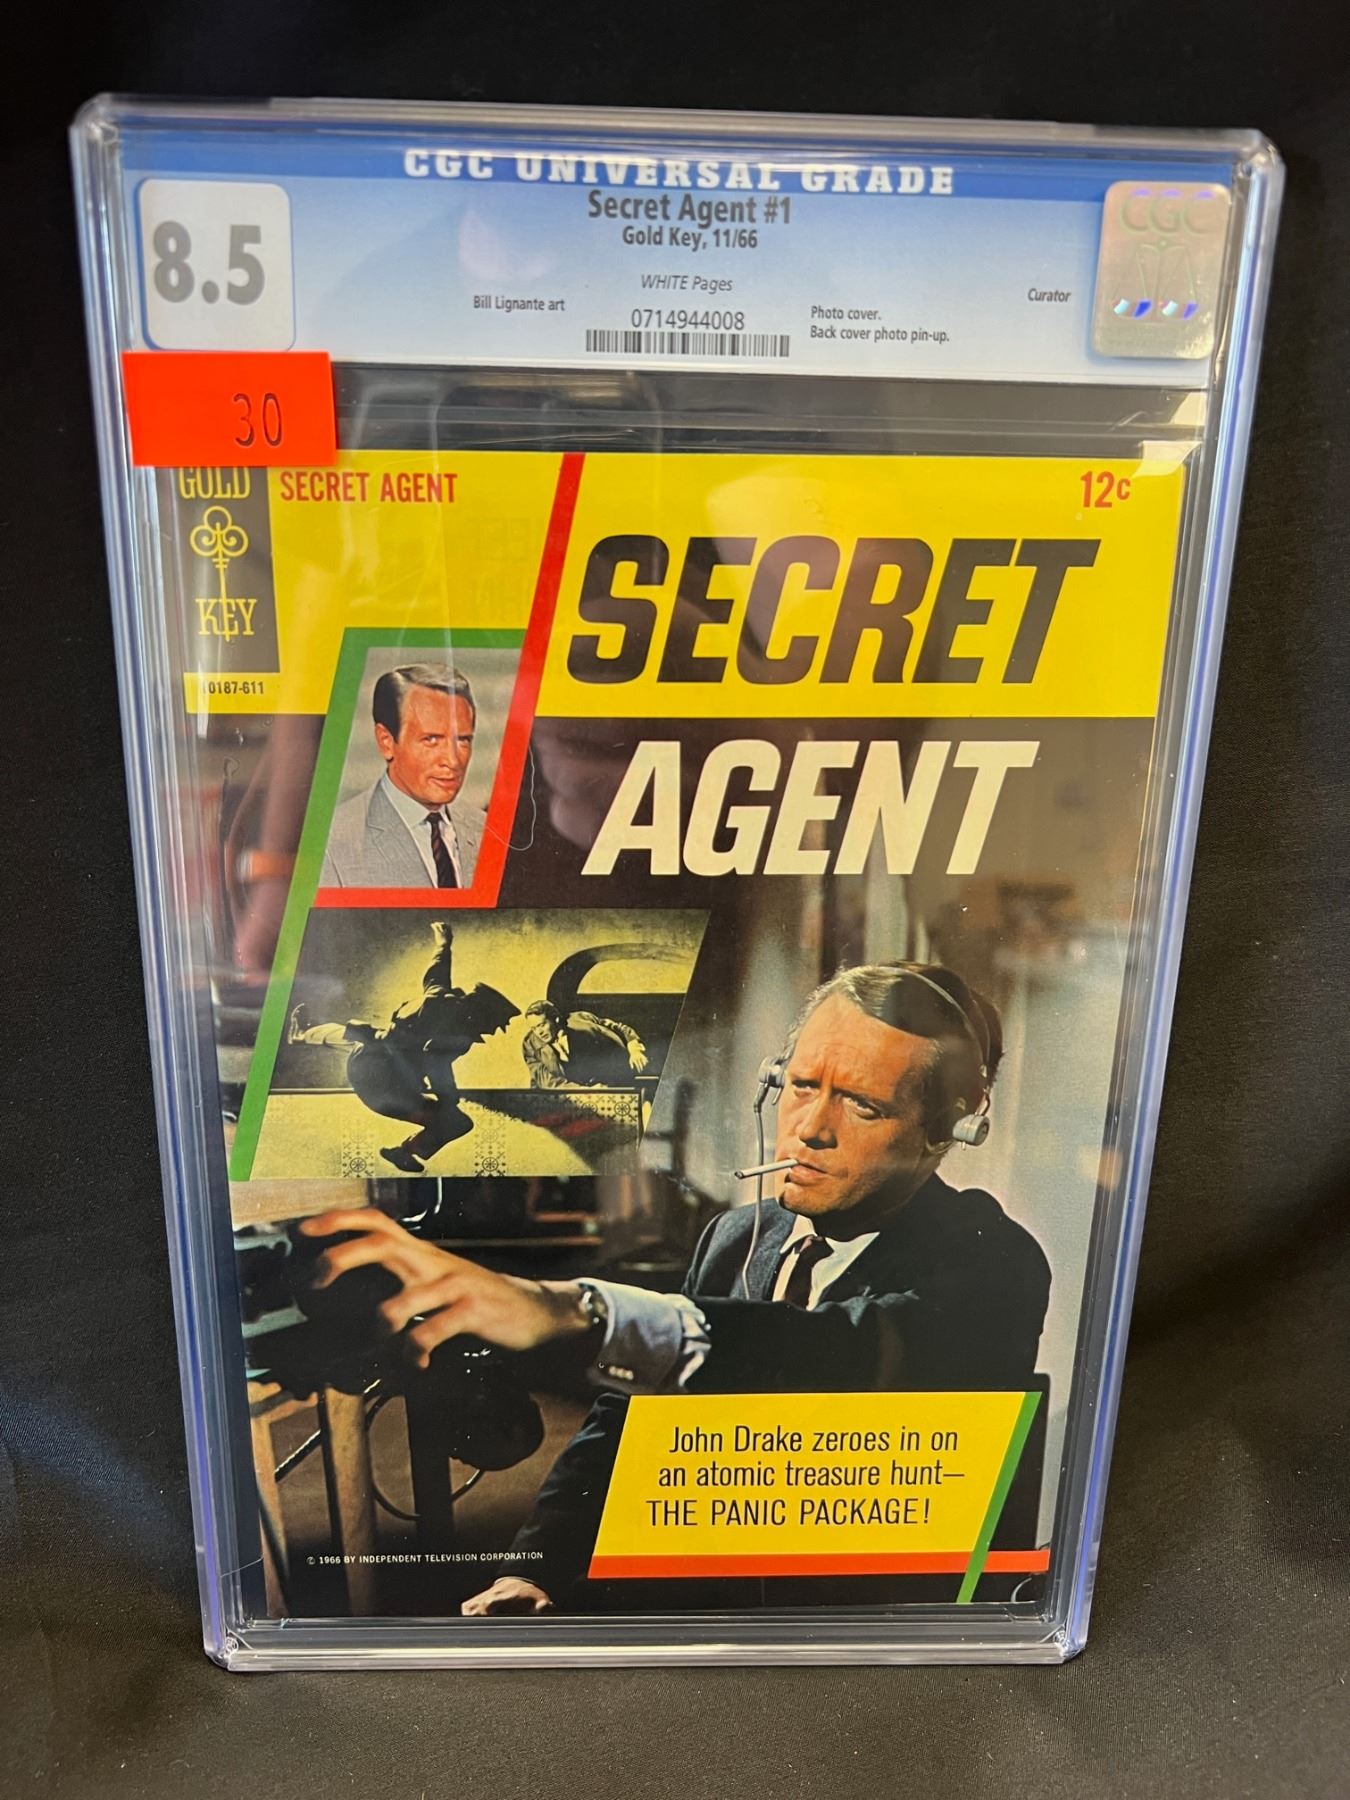 CGC UNIVERSAL GRADE
8.5
Secret Agent #1
Gold Key, 11/66
WHITE Pages
Bill Lignante art
0714944008
Photo cover.
Back cover photo pin-up.
Curator
CGC
30
GOLD
KEY
SECRET AGENT
12c
10187-611
SECRET
AGENT
John Drake zeroes in on
an atomic treasure hunt—
THE PANIC PACKAGE!
© 1966 BY INDEPENDENT TELEVISION CORPORATION